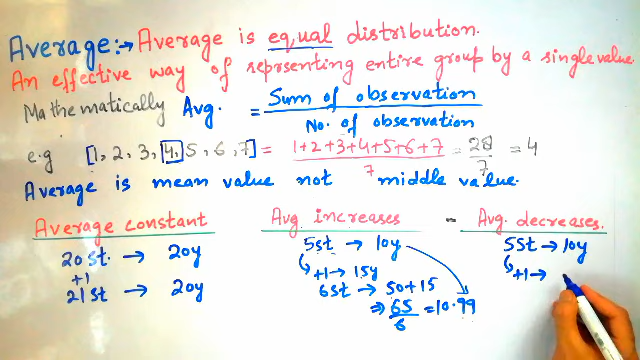 Average:→ Average is equal distribution.
An effective way of reprsenting entire group by a single value
Mathematically Avg. = Sum of observation / No. of observation
e.g [1, 2, 3, 4, 5, 6, 7] = 1+2+3+4+5+6+7 / 7 = 28 / 7 = 4
Average is mean value not middle value.
Average constant
20 St. → 20y
+1
21 St → 20y
Avg. increases -
5st → 10y
+1 → 15y
6st → 50+15
⇒ 65 / 6 = 10.99
Avg. decreases.
5St → 10y
+1 →